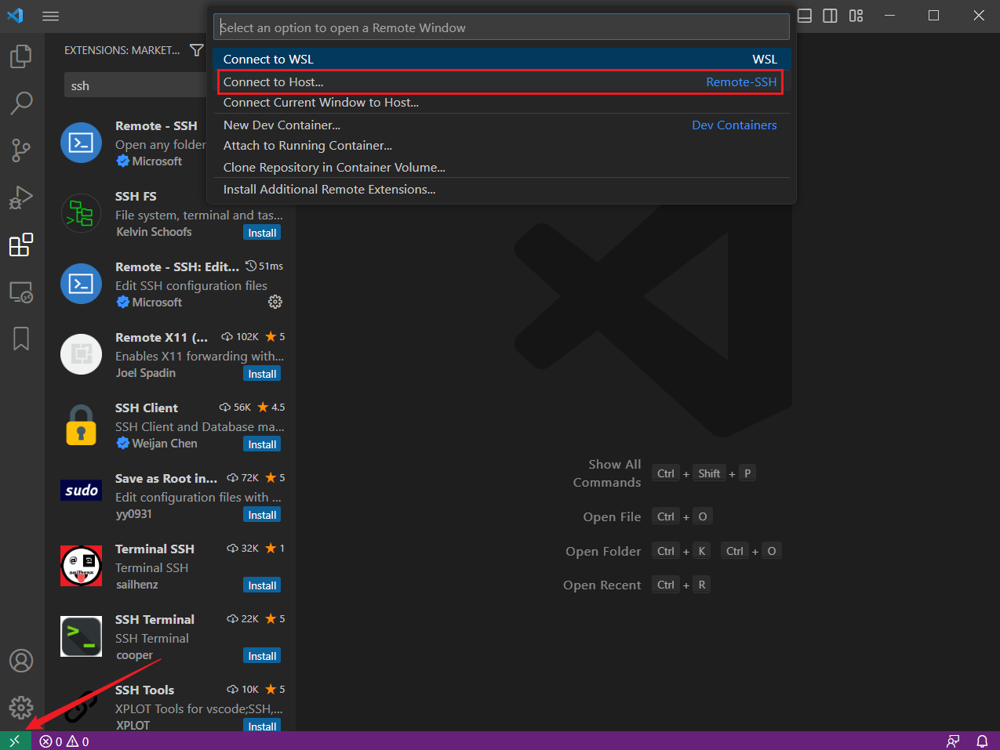 Select an option to open a Remote Window
Connect to WSL WSL
Connect to Host... Remote-SSH
Connect Current Window to Host...
New Dev Container... Dev Containers
Attach to Running Container...
Clone Repository in Container Volume...
Install Additional Remote Extensions...
EXTENSIONS: MARKET...
ssh
Remote - SSH
Open any folder
Microsoft
SSH FS
File system, terminal and tas...
Kelvin Schoofs Install
Remote - SSH: Edit... 51ms
Edit SSH configuration files
Microsoft
Remote X11 (... 102K 5
Enables X11 forwarding with...
Joel Spadin Install
SSH Client 56K 4.5
SSH Client and Database ma...
Weijan Chen Install
sudo
Save as Root in... 72K 5
Edit configuration files with ...
yy0931 Install
@
sailhenz
Terminal SSH 32K 1
Terminal SSH
sailhenz Install
SSH Terminal 22K 5
SSH Terminal
cooper Install
SSH Tools 10K 5
XPLOT Tools for vscode;SSH,...
XPLOT Install
Show All
Commands Ctrl + Shift + P
Open File Ctrl + O
Open Folder Ctrl + K Ctrl + O
Open Recent Ctrl + R
0 0